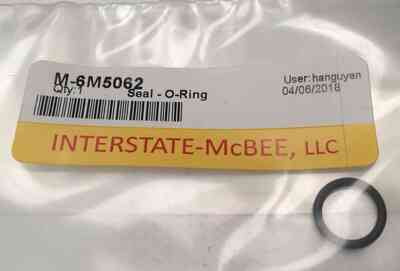 M-6M5062
Qty:1 Seal - O-Ring
User:hanguyen
04/06/2018
INTERSTATE-McBEE, LLC